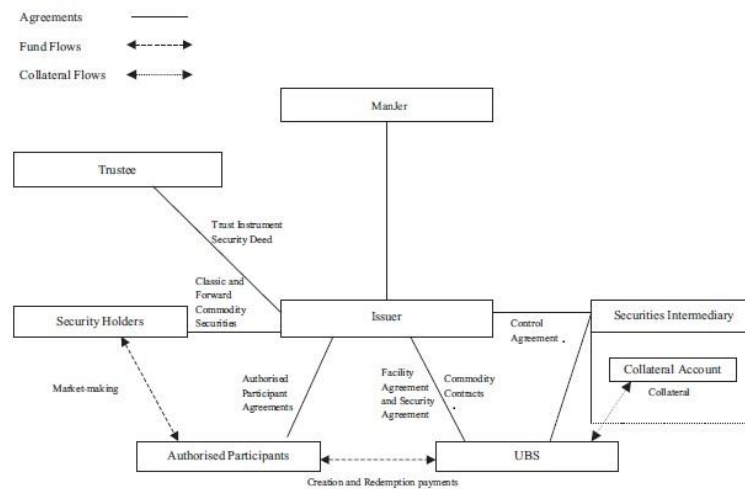 Agreements
Fund Flows
Collateral Flows
ManJer
Trustee
Trust Instrument
Security Deed
Classic and
Forward
Commodity
Securities
Security Holders
Issuer
Securities Intermediary
Control
Agreement .
Collateral Account
Collateral
Market-making
Authorised
Participant
Agreements
Facility
Agreement
and Security
Agreement
Commodity
Contracts
.
Authorised Participants
UBS
Creation and Redemption payments